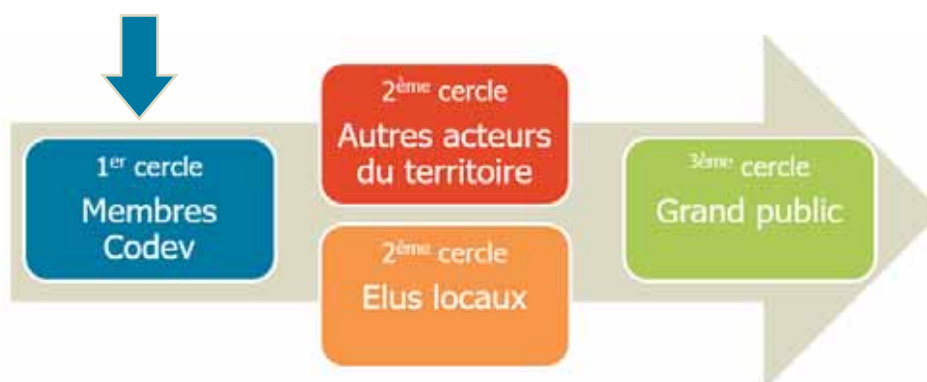 1er cercle
Membres
Codev
2ème cercle
Autres acteurs
du territoire
2ème cercle
Elus locaux
3ème cercle
Grand public